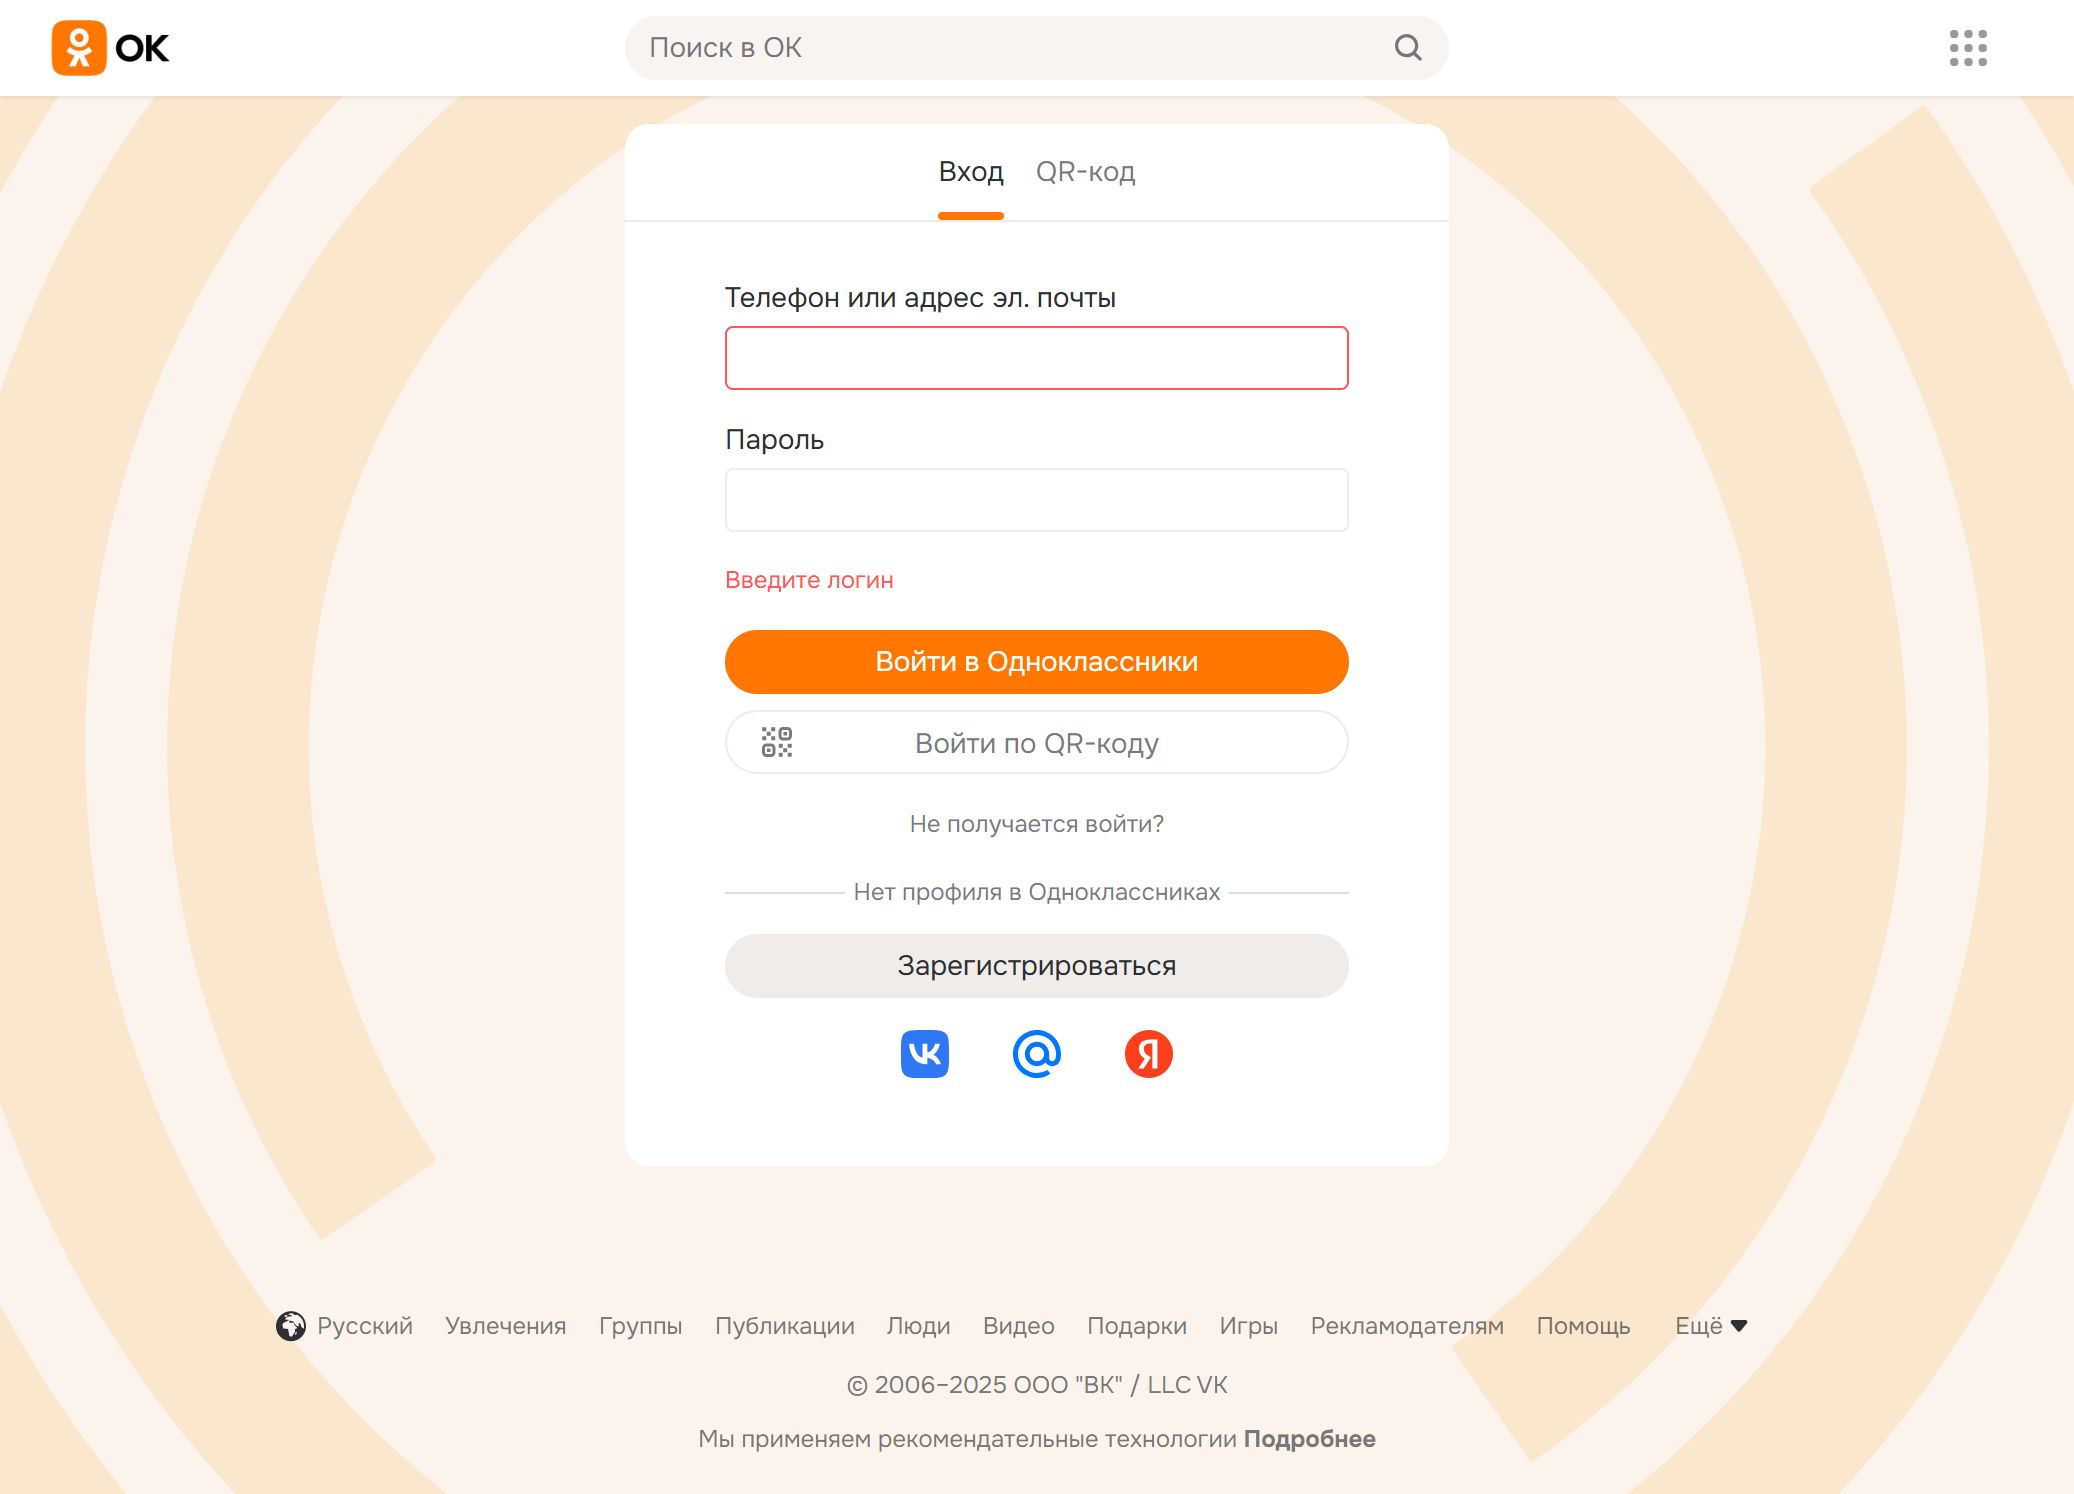 ОК
Поиск в ОК
Вход QR-код
Телефон или адрес эл. почты
Пароль
Введите логин
Войти в Одноклассники
Войти по QR-коду
Не получается войти?
Нет профиля в Одноклассниках
Зарегистрироваться
Русский Увлечения Группы Публикации Люди Видео Подарки Игры Рекламодателям Помощь Ещё
© 2006–2025 ООО "ВК" / LLC VK
Мы применяем рекомендательные технологии Подробнее